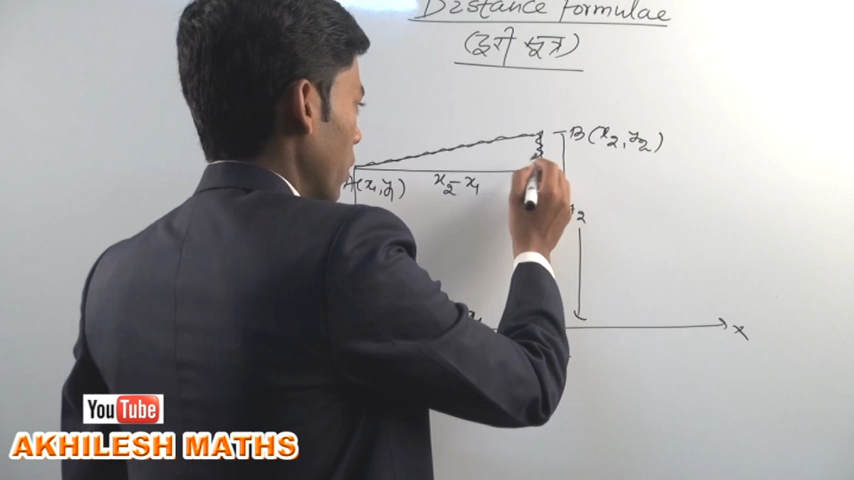 Distance formulae
(दूरी सूत्र)
B(x₂, y₂)
A(x₁, y₁)
x₂-x₁
x
You Tube
AKHILESH MATHS